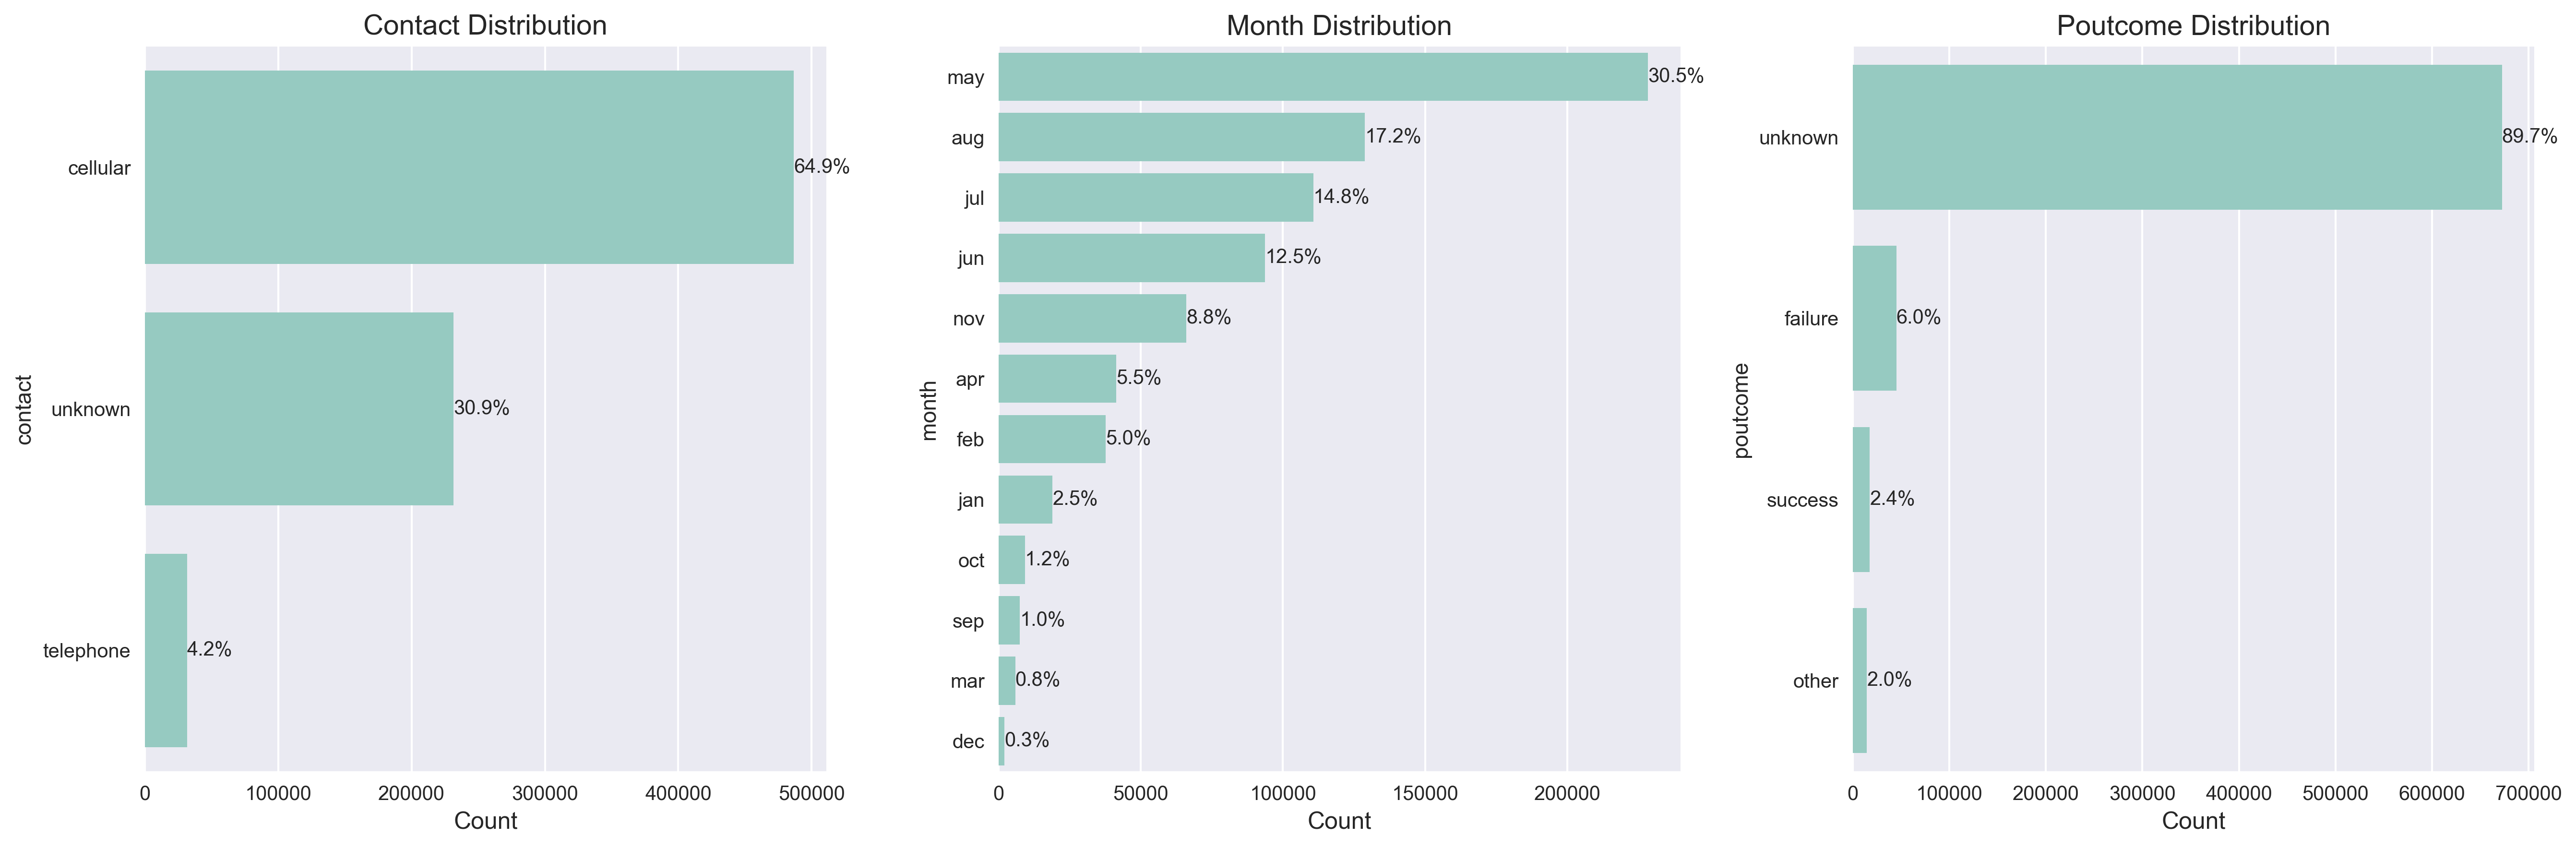 Contact Distribution
contact
cellular
64.9%
unknown
30.9%
telephone
4.2%
0 100000 200000 300000 400000 500000
Count
Month Distribution
month
may
30.5%
aug
17.2%
jul
14.8%
jun
12.5%
nov
8.8%
apr
5.5%
feb
5.0%
jan
2.5%
oct
1.2%
sep
1.0%
mar
0.8%
dec
0.3%
0 50000 100000 150000 200000
Count
Poutcome Distribution
poutcome
unknown
89.7%
failure
6.0%
success
2.4%
other
2.0%
0 100000 200000 300000 400000 500000 600000 700000
Count